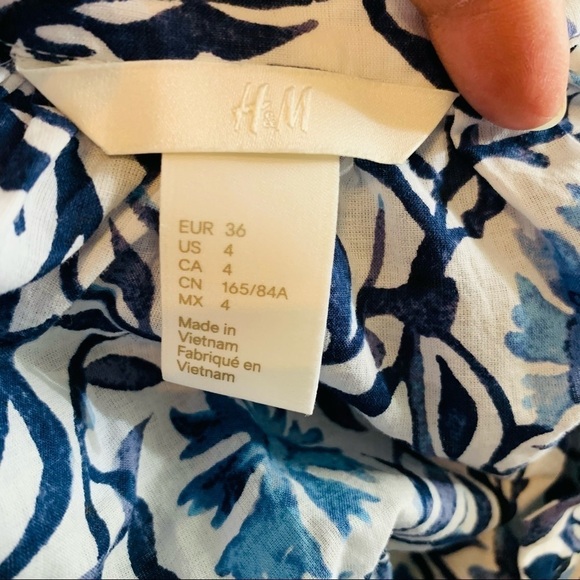 H&M
EUR 36
US 4
CA 4
CN 165/84A
MX 4
Made in
Vietnam
Fabriqué en
Vietnam